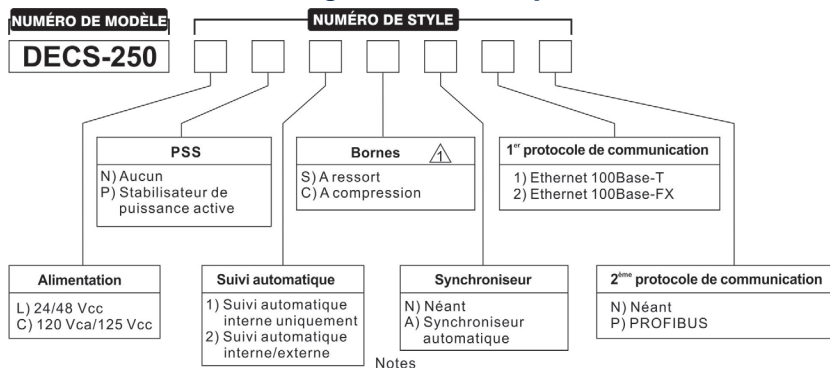 NUMÉRO DE MODÈLE
NUMÉRO DE STYLE
DECS-250
PSS
N) Aucun
P) Stabilisateur de
puissance active
Bornes
1
S) A ressort
C) A compression
1er protocole de communication
1) Ethernet 100Base-T
2) Ethernet 100Base-FX
Alimentation
L) 24/48 Vcc
C) 120 Vca/125 Vcc
Suivi automatique
1) Suivi automatique
interne uniquement
2) Suivi automatique
interne/externe
Synchroniseur
N) Néant
A) Synchroniseur
automatique
2ème protocole de communication
N) Néant
P) PROFIBUS
Notes